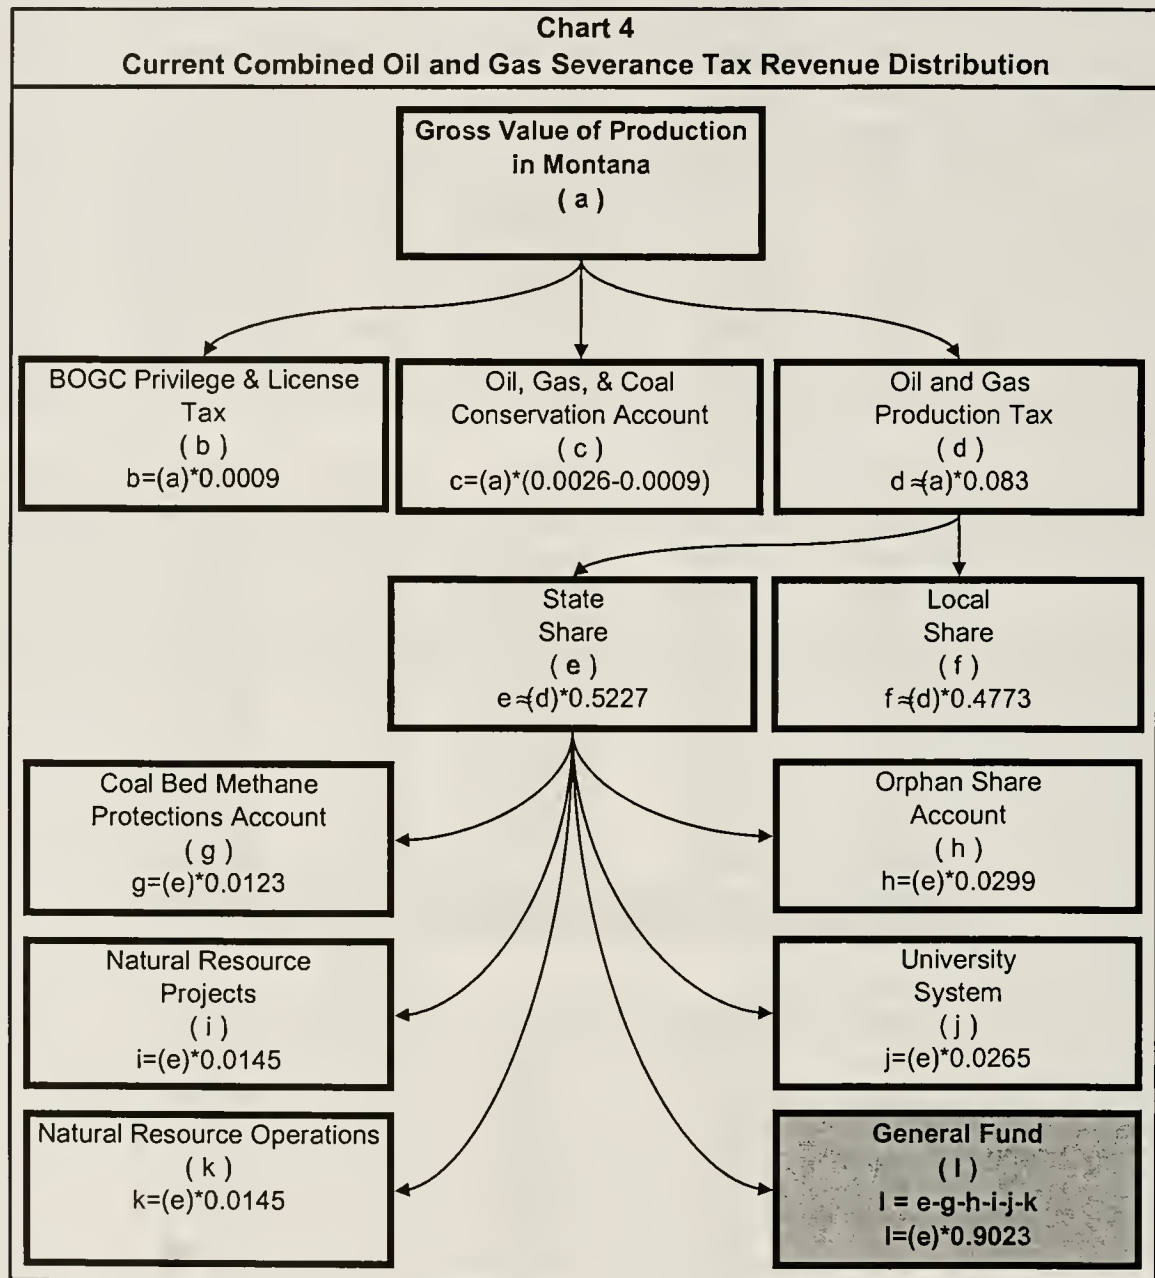 Chart 4
Current Combined Oil and Gas Severance Tax Revenue Distribution
Gross Value of Production
in Montana
( a )
BOGC Privilege & License
Tax
( b )
b=(a)*0.0009
Oil, Gas, & Coal
Conservation Account
( c )
c=(a)*(0.0026-0.0009)
Oil and Gas
Production Tax
( d )
d≈(a)*0.083
State
Share
( e )
e≈(d)*0.5227
Local
Share
( f )
f≈(d)*0.4773
Coal Bed Methane
Protections Account
( g )
g=(e)*0.0123
Orphan Share
Account
( h )
h=(e)*0.0299
Natural Resource
Projects
( i )
i=(e)*0.0145
University
System
( j )
j=(e)*0.0265
Natural Resource Operations
( k )
k=(e)*0.0145
General Fund
( l )
l = e-g-h-i-j-k
l=(e)*0.9023